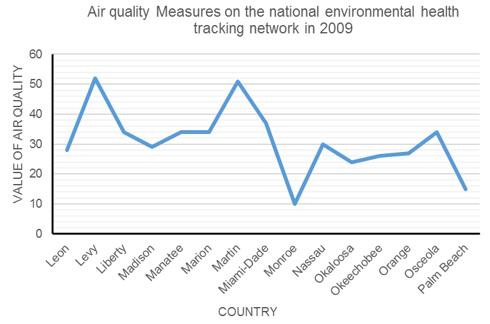 Air quality Measures on the national environmental health
tracking network in 2009
VALUE OF AIR QUALITY
60
50
40
30
20
10
0
Leon
Levy
Liberty
Madison
Manatee
Marion
Martin
Miami-Dade
Monroe
Nassau
Okaloosa
Okeechobee
Orange
Osceola
Palm Beach
COUNTRY